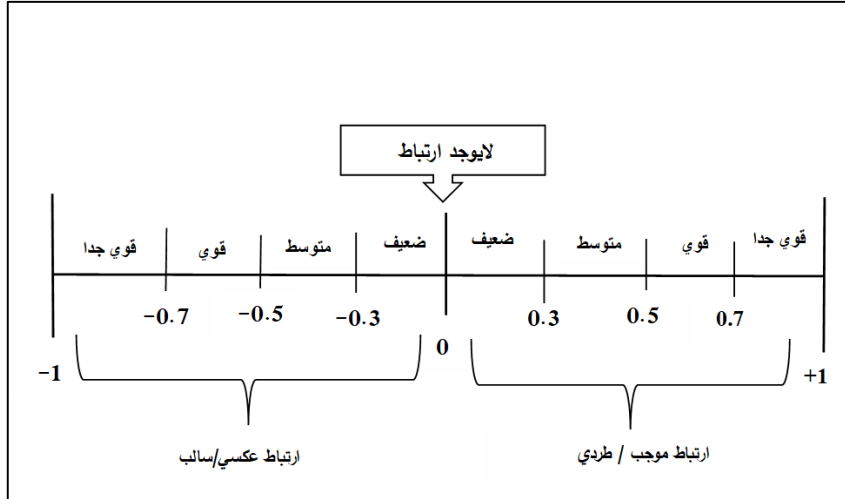 لايوجد ارتباط
قوي جدا قوي متوسط ضعيف ضعيف متوسط قوي قوي جدا
-0.7 -0.5 -0.3 0.3 0.5 0.7
-1 0 +1
ارتباط موجب / طردي
ارتباط عكسي/سالب